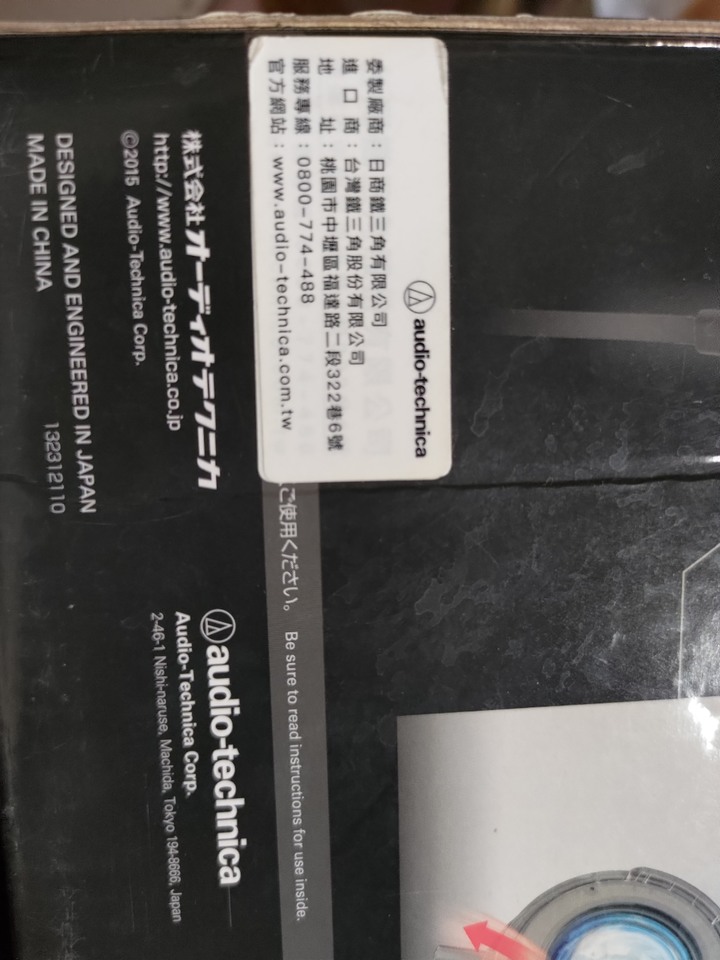 audio-technica
委製廠商：日商鐵三角有限公司
進口商：台灣鐵三角股份有限公司
地址：桃園市中壢區福達路二段322巷6號
服務專線：0800-774-488
官方網站：www.audio-technica.com.tw
ご使用ください。 Be sure to read instructions for use inside.
株式会社オーディオテクニカ
http://www.audio-technica.co.jp
©2015 Audio-Technica Corp.
audio-technica
Audio-Technica Corp.
2-46-1 Nishi-naruse, Machida, Tokyo 194-8666, Japan
DESIGNED AND ENGINEERED IN JAPAN
MADE IN CHINA
132312110